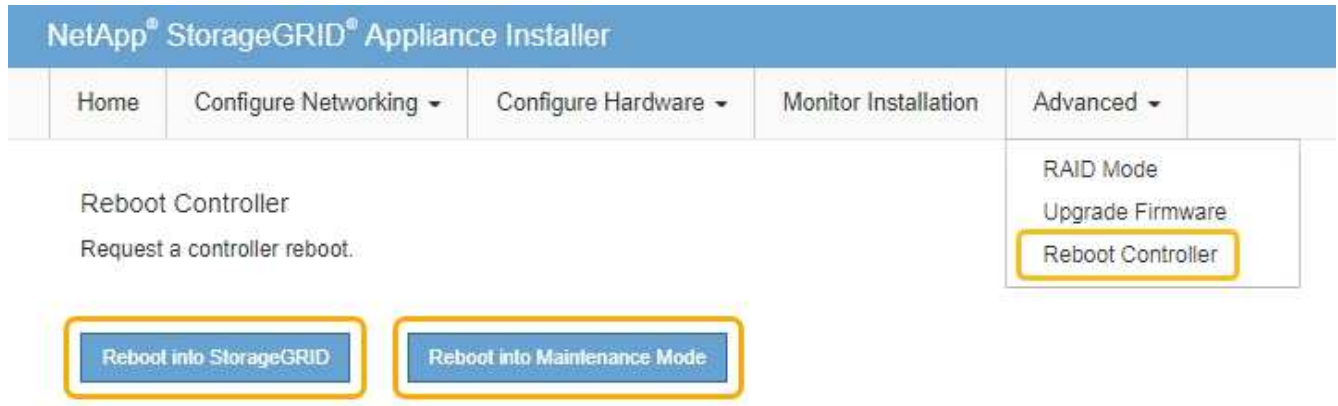 NetApp® StorageGRID® Appliance Installer
Home Configure Networking Configure Hardware Monitor Installation Advanced
RAID Mode
Upgrade Firmware
Reboot Controller
Reboot Controller
Request a controller reboot.
Reboot into StorageGRID Reboot into Maintenance Mode